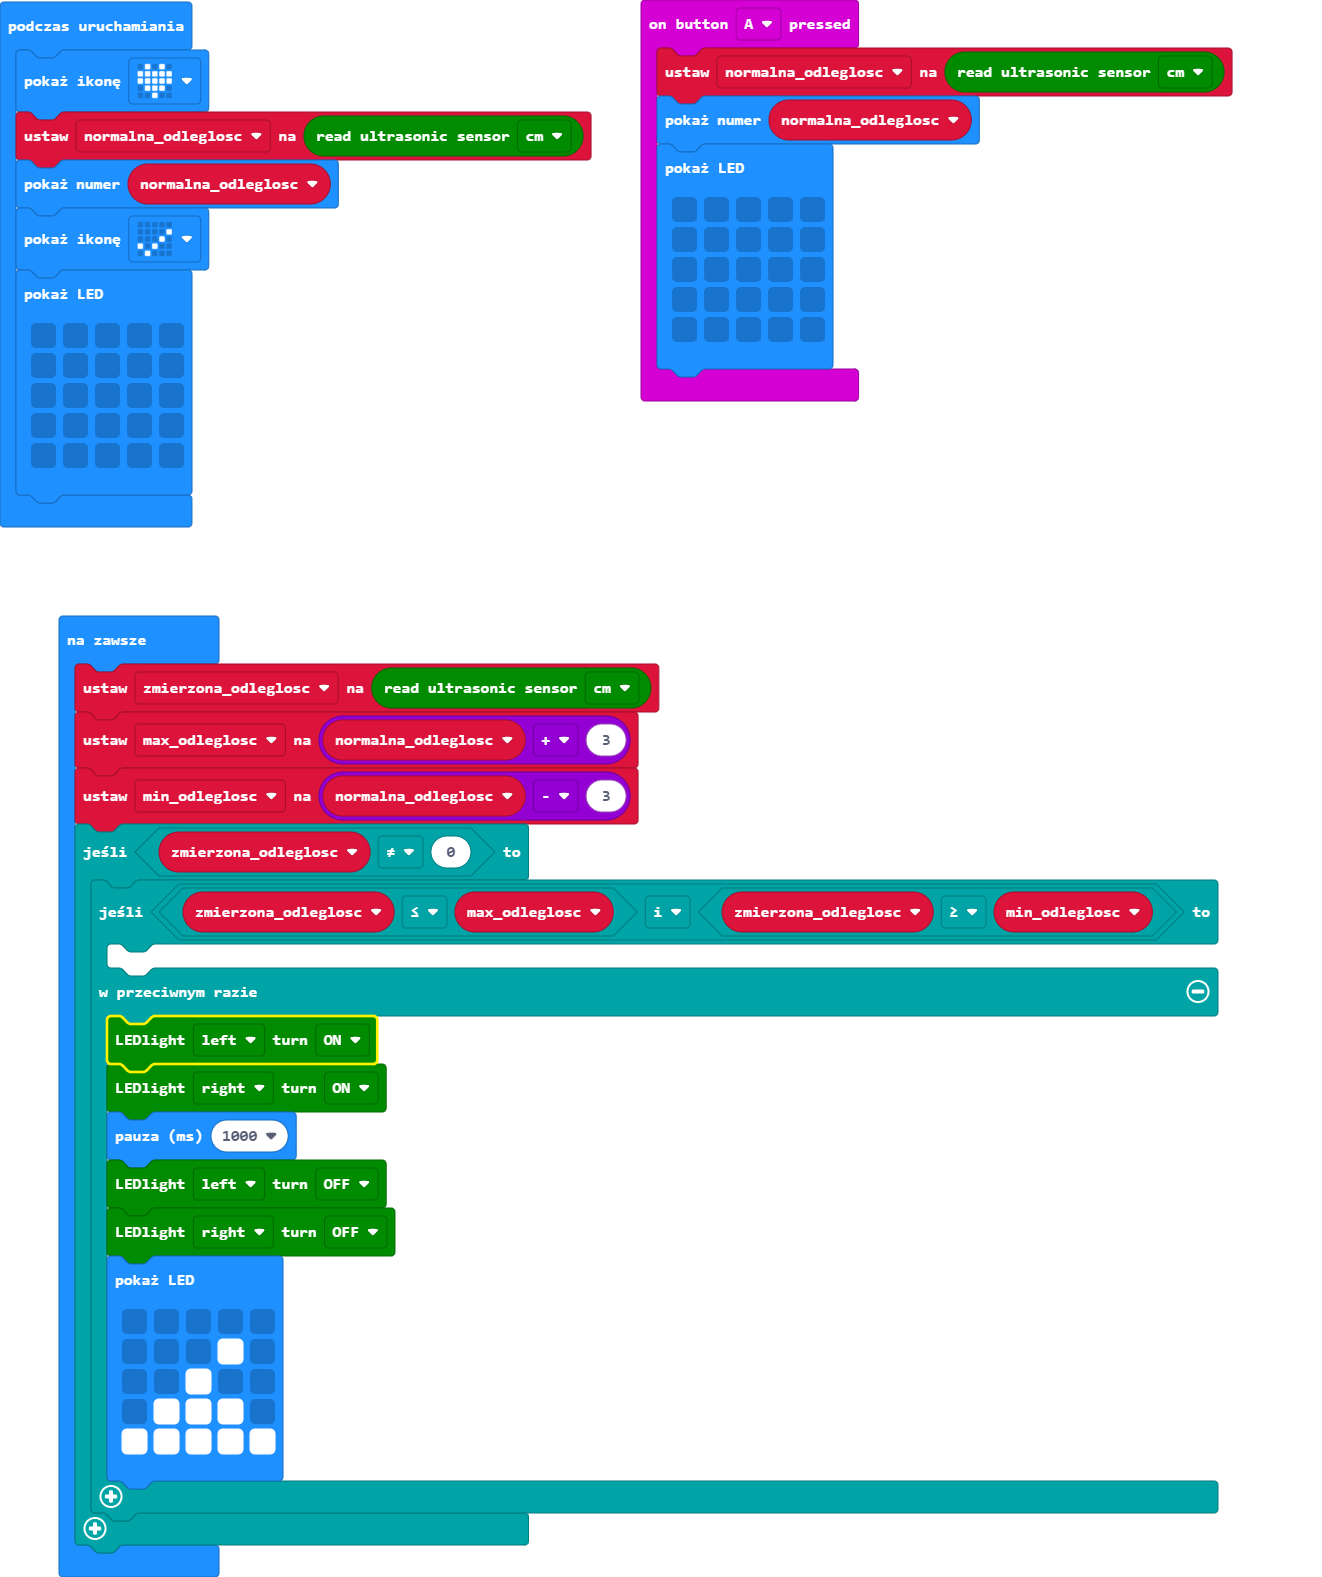 podczas uruchamiania
pokaż ikonę
ustaw normalna_odleglosc na read ultrasonic sensor cm
pokaż numer normalna_odleglosc
pokaż ikonę
pokaż LED
on button A pressed
ustaw normalna_odleglosc na read ultrasonic sensor cm
pokaż numer normalna_odleglosc
pokaż LED
na zawsze
ustaw zmierzona_odleglosc na read ultrasonic sensor cm
ustaw max_odleglosc na normalna_odleglosc + 3
ustaw min_odleglosc na normalna_odleglosc - 3
jeśli zmierzona_odleglosc ≠ 0 to
jeśli zmierzona_odleglosc ≤ max_odleglosc i zmierzona_odleglosc ≥ min_odleglosc to
w przeciwnym razie
LEDlight left turn ON
LEDlight right turn ON
pauza (ms) 1000
LEDlight left turn OFF
LEDlight right turn OFF
pokaż LED